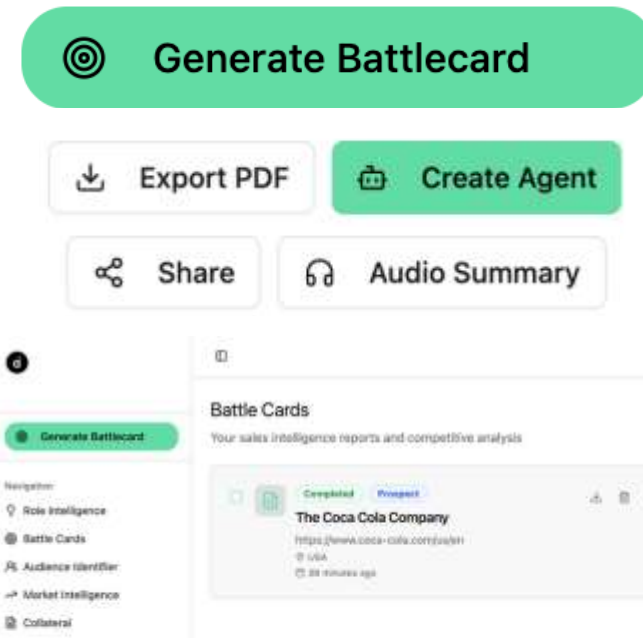 Generate Battlecard
Export PDF
Create Agent
Share
Audio Summary
d
Generate Battlecard
Navigation
Role Intelligence
Battle Cards
Audience Identifier
Market Intelligence
Collateral
Battle Cards
Your sales intelligence reports and competitive analysis
Completed Prospect
The Coca Cola Company
https://www.coca-cola.com/us/en
USA
minutes ago